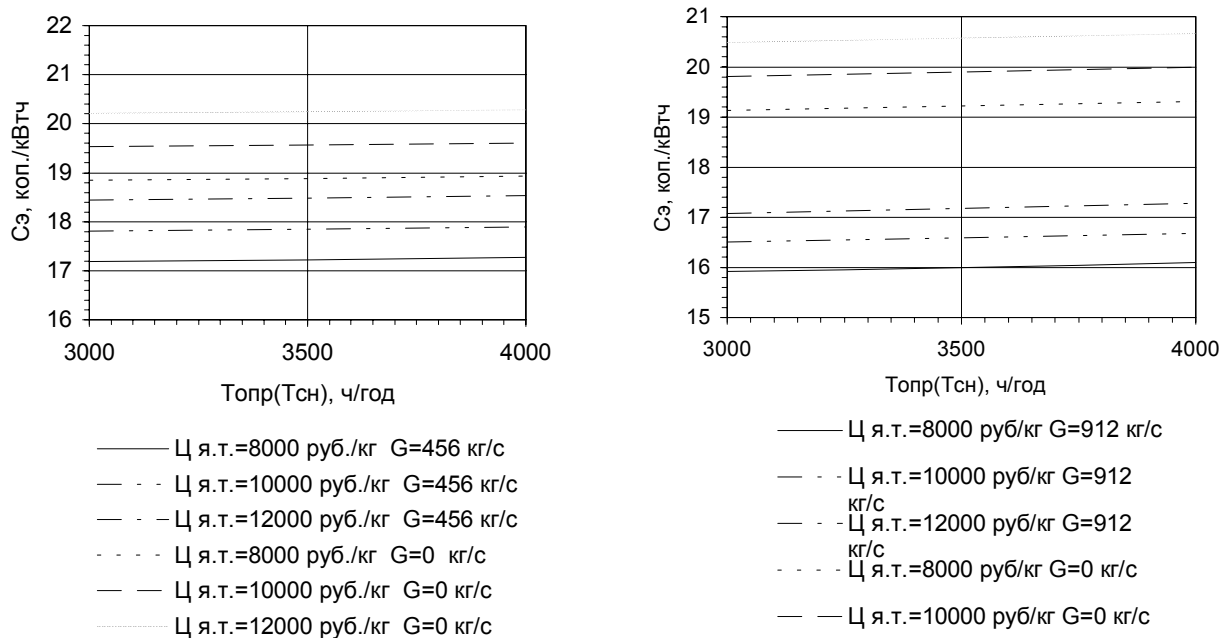 22
21
20
19
18
17
16
Сэ, коп./кВтч
3000
3500
4000
Топр(Тсн), ч/год
Ц я.т.=8000 руб./кг G=456 кг/с
Ц я.т.=10000 руб./кг G=456 кг/с
Ц я.т.=12000 руб./кг G=456 кг/с
Ц я.т.=8000 руб./кг G=0 кг/с
Ц я.т.=10000 руб./кг G=0 кг/с
Ц я.т.=12000 руб./кг G=0 кг/с
21
20
19
18
17
16
15
Сэ, коп./кВтч
3000
3500
4000
Топр(Тсн), ч/год
Ц я.т.=8000 руб/кг G=912 кг/с
Ц я.т.=10000 руб/кг G=912
кг/с
Ц я.т.=12000 руб/кг G=912
кг/с
Ц я.т.=8000 руб/кг G=0 кг/с
Ц я.т.=10000 руб/кг G=0 кг/с